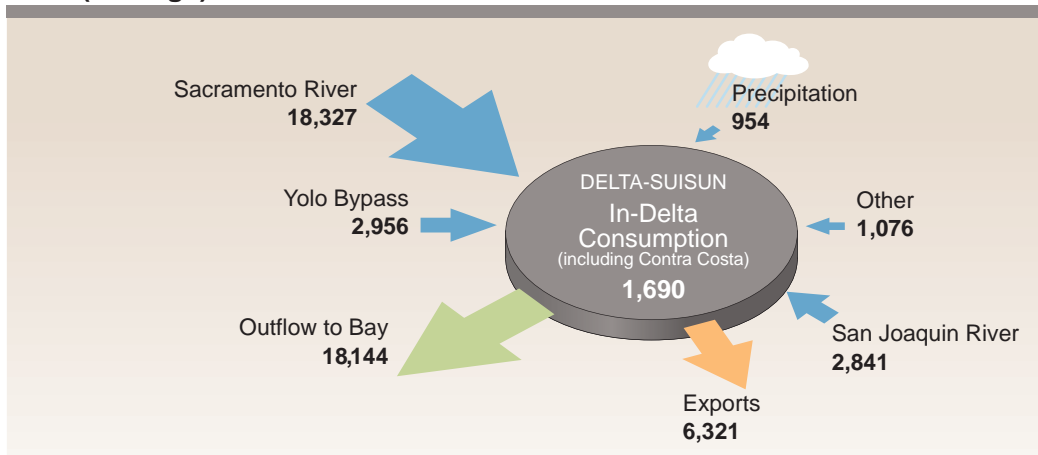 Sacramento River
18,327
Precipitation
954
Yolo Bypass
2,956
DELTA-SUISUN
In-Delta
Consumption
(including Contra Costa)
1,690
Other
1,076
Outflow to Bay
18,144
San Joaquin River
2,841
Exports
6,321